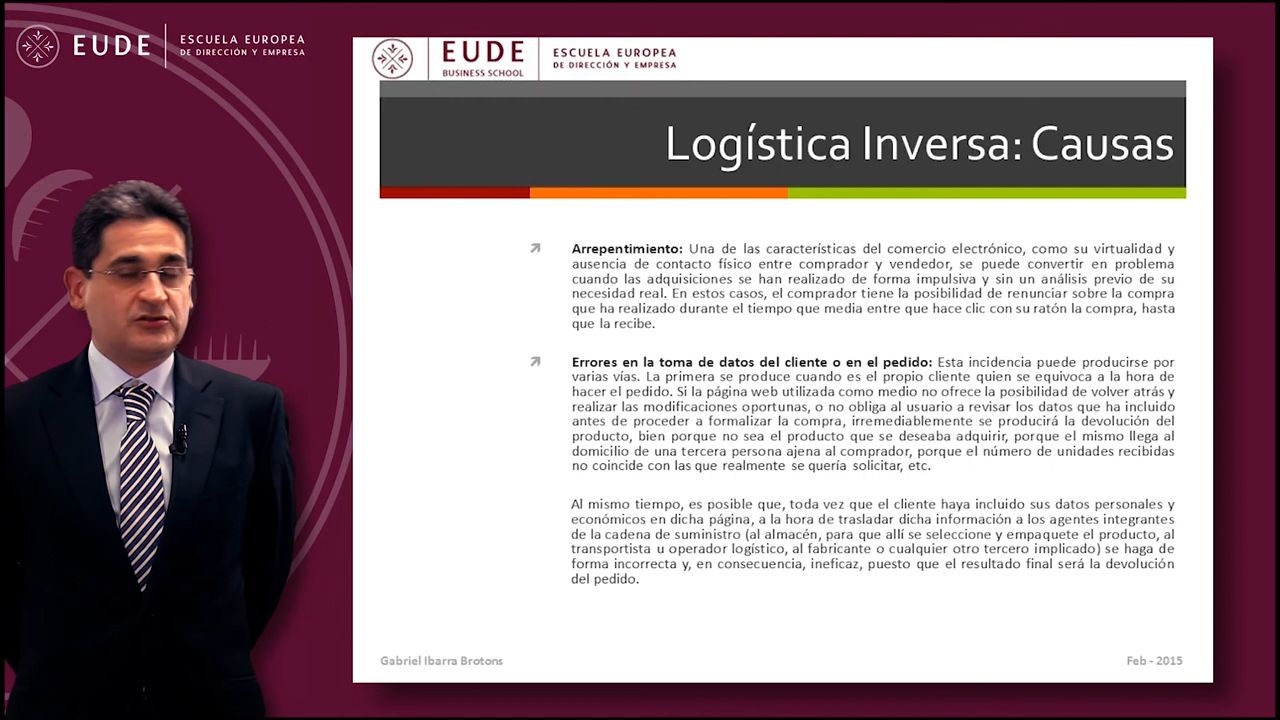 EUDE
ESCUELA EUROPEA
DE DIRECCIÓN Y EMPRESA
EUDE
BUSINESS SCHOOL
ESCUELA EUROPEA
DE DIRECCIÓN Y EMPRESA
Logística Inversa: Causas
Arrepentimiento: Una de las características del comercio electrónico, como su virtualidad y
ausencia de contacto físico entre comprador y vendedor, se puede convertir en problema
cuando las adquisiciones se han realizado de forma impulsiva y sin un análisis previo de su
necesidad real. En estos casos, el comprador tiene la posibilidad de renunciar sobre la compra
que ha realizado durante el tiempo que media entre que hace clic con su ratón la compra, hasta
que la recibe.
Errores en la toma de datos del cliente o en el pedido: Esta incidencia puede producirse por
varias vías. La primera se produce cuando es el propio cliente quien se equivoca a la hora de
hacer el pedido. Si la página web utilizada como medio no ofrece la posibilidad de volver atrás y
realizar las modificaciones oportunas, o no obliga al usuario a revisar los datos que ha incluido
antes de proceder a formalizar la compra, irremediablemente se producirá la devolución del
producto, bien porque no sea el producto que se deseaba adquirir, porque el mismo llega al
domicilio de una tercera persona ajena al comprador, porque el número de unidades recibidas
no coincide con las que realmente se quería solicitar, etc.
Al mismo tiempo, es posible que, toda vez que el cliente haya incluido sus datos personales y
económicos en dicha página, a la hora de trasladar dicha información a los agentes integrantes
de la cadena de suministro (al almacén, para que allí se seleccione y empaquete el producto, al
transportista u operador logístico, al fabricante o cualquier otro tercero implicado) se haga de
forma incorrecta y, en consecuencia, ineficaz, puesto que el resultado final será la devolución
del pedido.
Gabriel Ibarra Brotons
Feb - 2015